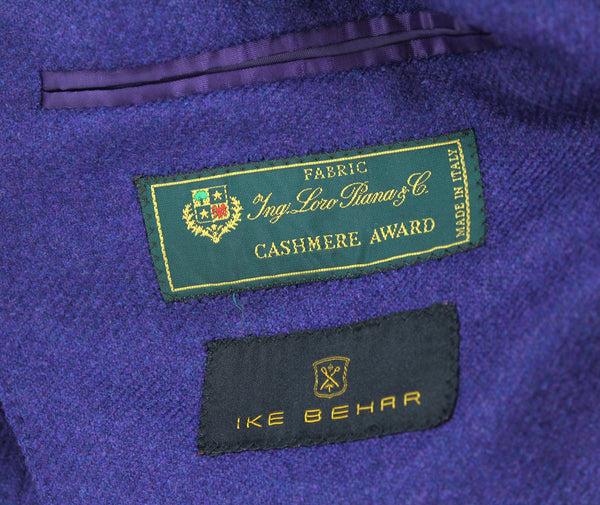 FABRIC
Ing. Loro Piana & C.
CASHMERE AWARD
MADE IN ITALY
IKE BEHAR